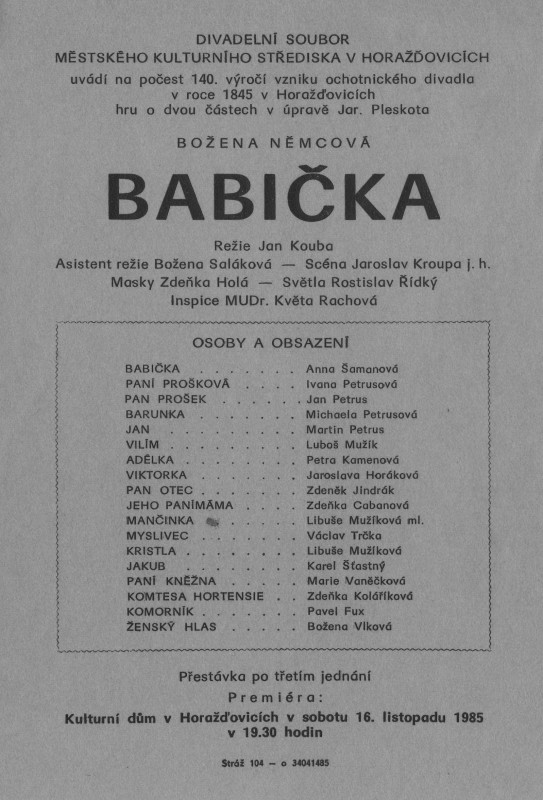 DIVADELNÍ SOUBOR
MĚSTSKÉHO KULTURNÍHO STŘEDISKA V HORAŽĎOVICÍCH
uvádí na počest 140. výročí vzniku ochotnického divadla
v roce 1845 v Horažďovicích
hru o dvou částech v úpravě Jar. Pleskota
BOŽENA NĚMCOVÁ
BABIČKA
Režie Jan Kouba
Asistent režie Božena Saláková — Scéna Jaroslav Kroupa j. h.
Masky Zdeňka Holá — Světla Rostislav Řídký
Inspice MUDr. Květa Rachová
OSOBY A OBSAZENÍ
BABIČKA . . . . . . . Anna Šamanová
PANÍ PROŠKOVÁ . . . . Ivana Petrusová
PAN PROŠEK . . . . . . Jan Petrus
BARUNKA . . . . . . . Michaela Petrusová
JAN . . . . . . . . . Martin Petrus
VILÍM . . . . . . . . . Luboš Mužík
ADÉLKA . . . . . . . . Petra Kamenová
VIKTORKA . . . . . . . Jaroslava Horáková
PAN OTEC . . . . . . . Zdeněk Jindrák
JEHO PANÍMÁMA . . . . Zdeňka Cabanová
MANČINKA . . . . . . Libuše Mužíková ml.
MYSLIVEC . . . . . . . Václav Trčka
KRISTLA . . . . . . . . Libuše Mužíková
JAKUB . . . . . . . . Karel Šťastný
PANÍ KNĚŽNA . . . . . Marie Vaněčková
KOMTESA HORTENSIE . . Zdeňka Kolářiková
KOMORNÍK . . . . . . . Pavel Fux
ŽENSKÝ HLAS . . . . . Božena Vlková
Přestávka po třetím jednání
Premiéra:
Kulturní dům v Horažďovicích v sobotu 16. listopadu 1985
v 19.30 hodin
Stráž 104 — o 34041485